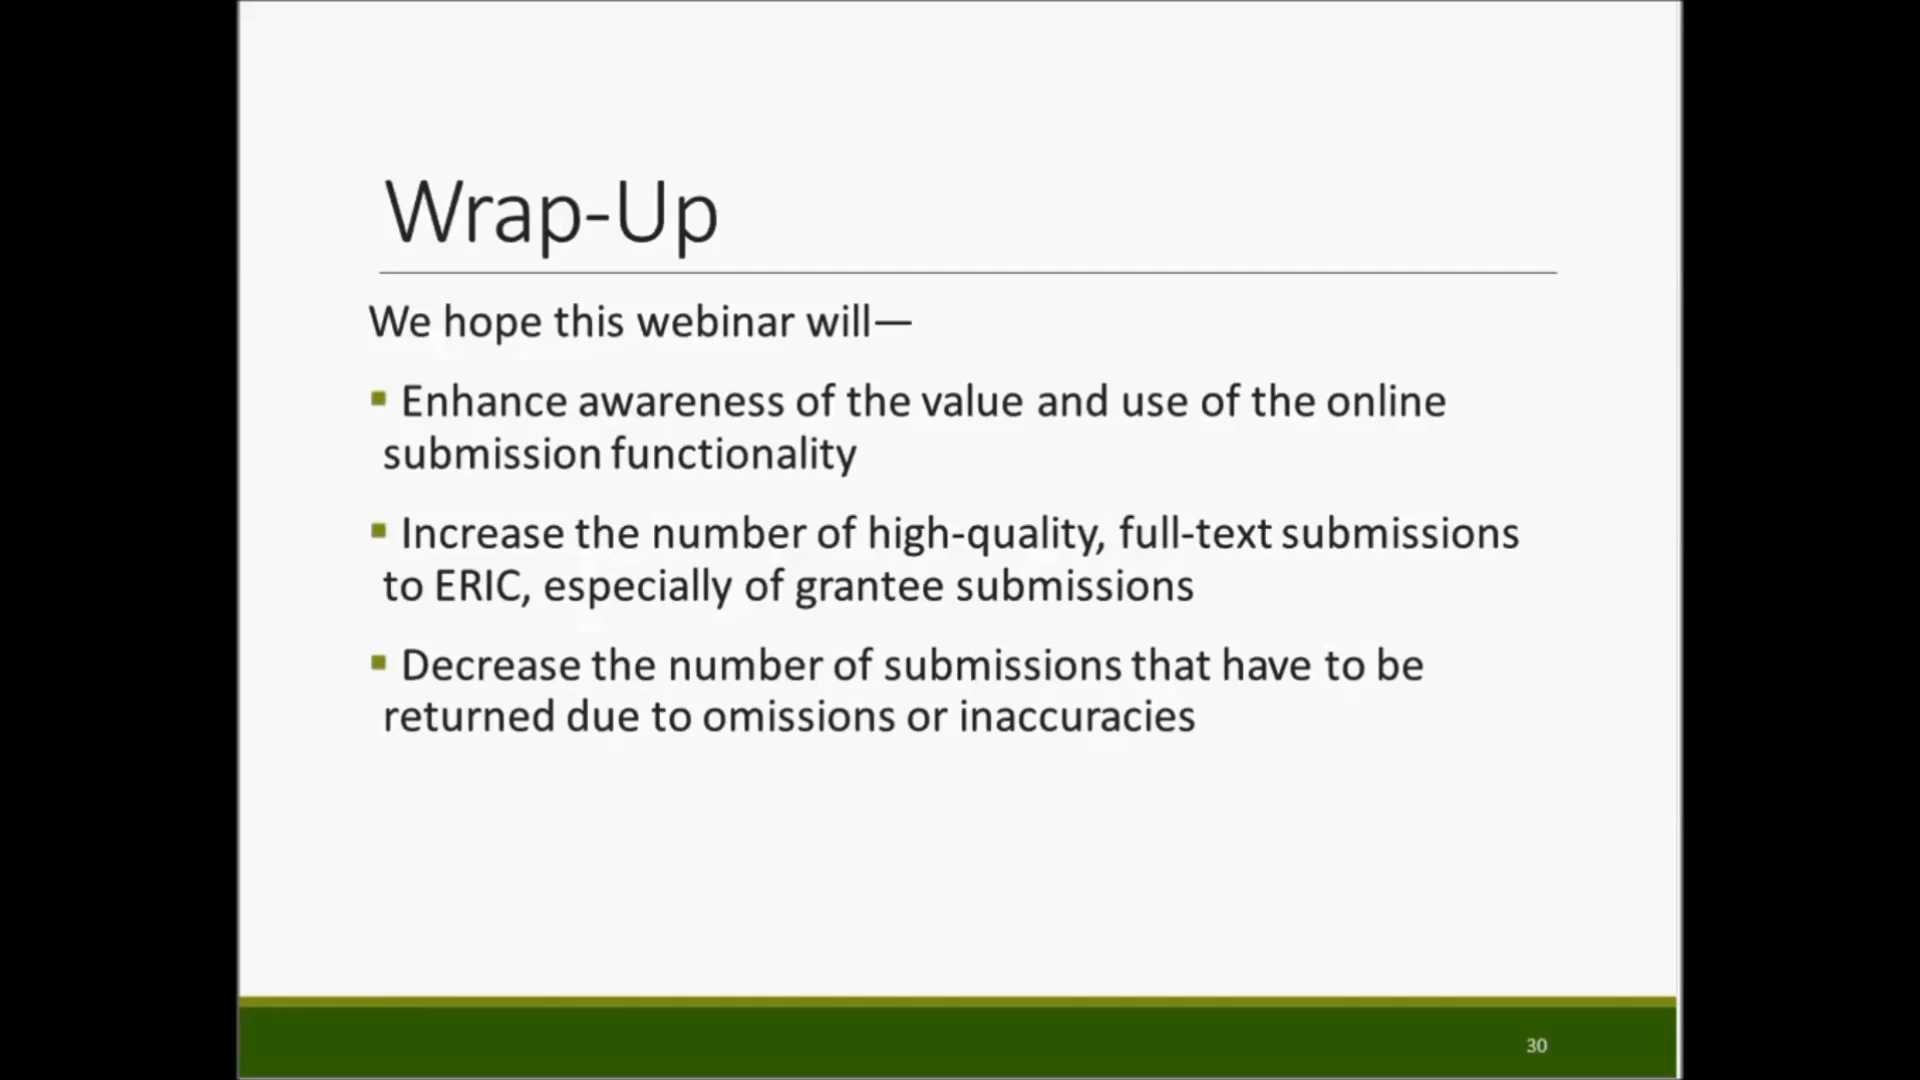 Wrap-Up
We hope this webinar will—
▪ Enhance awareness of the value and use of the online
submission functionality
▪ Increase the number of high-quality, full-text submissions
to ERIC, especially of grantee submissions
▪ Decrease the number of submissions that have to be
returned due to omissions or inaccuracies
30